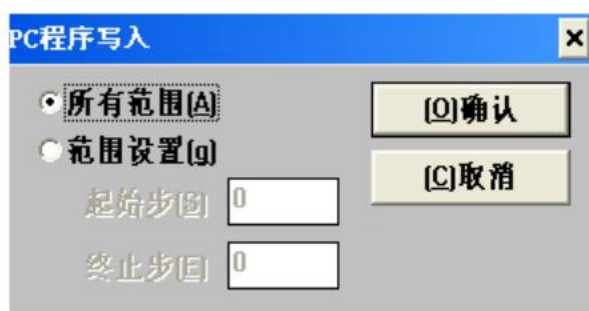 PC程序写入
所有范围(A)
(O)确认
范围设置(g)
(C)取消
起始步(S) 0
终止步(E) 0